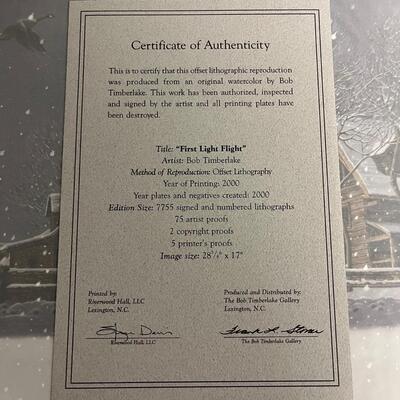 Certificate of Authenticity
This is to certify that this offset lithographic reproduction
was produced from an original watercolor by Bob
Timberlake. This work has been authorized, inspected
and signed by the artist and all printing plates have
been destroyed.
Title: "First Light Flight"
Artist: Bob Timberlake
Method of Reproduction: Offset Lithography
Year of Printing: 2000
Year plates and negatives created: 2000
Edition Size: 7755 signed and numbered lithographs
75 artist proofs
2 copyright proofs
5 printer's proofs
Image size: 28¾" x 17"
Printed by:
Riverwood Hall, LLC
Lexington, N.C.
Riverwood Hall, LLC
Produced and Distributed by:
The Bob Timberlake Gallery
Lexington, N.C.
The Bob Timberlake Gallery